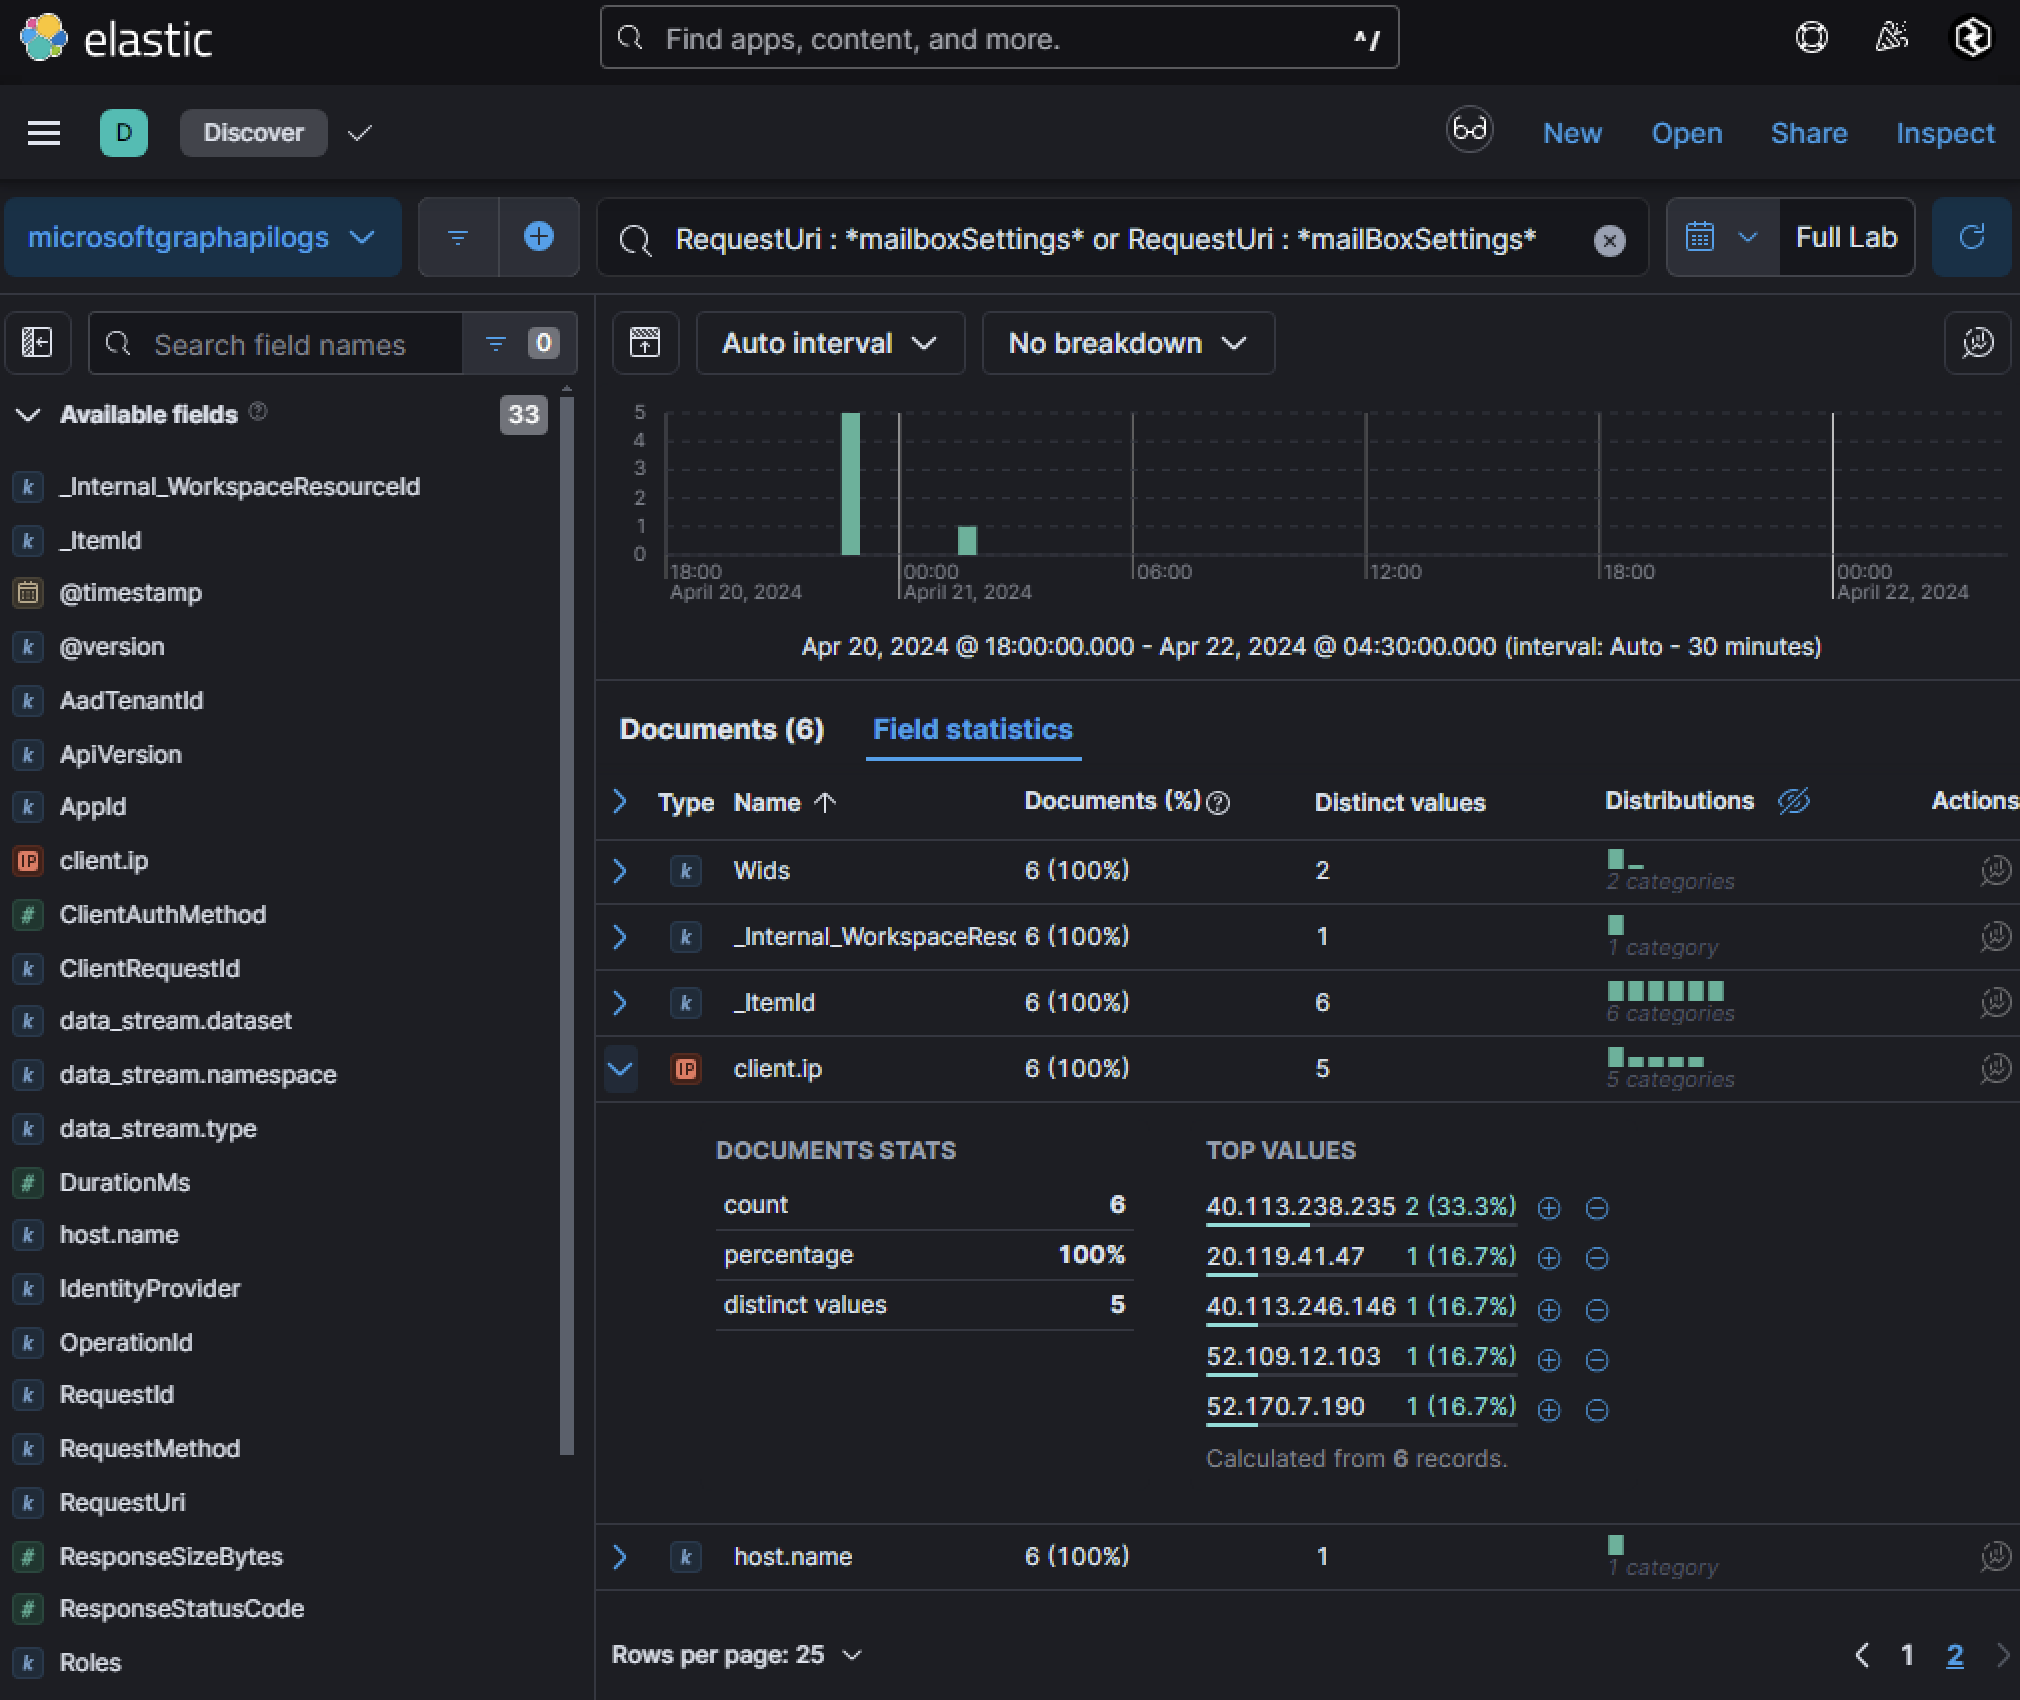 elastic
Find apps, content, and more.
^/
D
Discover
New
Open
Share
Inspect
microsoftgraphapilogs
RequestUri : *mailboxSettings* or RequestUri : *mailBoxSettings*
Full Lab
Search field names
0
Available fields
33
k _Internal_WorkspaceResourceId
k _ItemId
@timestamp
k @version
k AadTenantId
k ApiVersion
k AppId
IP client.ip
# ClientAuthMethod
k ClientRequestId
k data_stream.dataset
k data_stream.namespace
k data_stream.type
# DurationMs
k host.name
k IdentityProvider
k OperationId
k RequestId
k RequestMethod
k RequestUri
# ResponseSizeBytes
# ResponseStatusCode
k Roles
Auto interval
No breakdown
5
4
3
2
1
0
18:00 00:00 06:00 12:00 18:00 00:00
April 20, 2024 April 21, 2024 April 22, 2024
Apr 20, 2024 @ 18:00:00.000 - Apr 22, 2024 @ 04:30:00.000 (interval: Auto - 30 minutes)
Documents (6)
Field statistics
Type Name Documents (%) Distinct values Distributions Actions
k Wids 6 (100%) 2
2 categories
k _Internal_WorkspaceResc 6 (100%) 1
1 category
k _ItemId 6 (100%) 6
6 categories
IP client.ip 6 (100%) 5
5 categories
DOCUMENTS STATS
count 6
percentage 100%
distinct values 5
TOP VALUES
40.113.238.235 2 (33.3%)
20.119.41.47 1 (16.7%)
40.113.246.146 1 (16.7%)
52.109.12.103 1 (16.7%)
52.170.7.190 1 (16.7%)
Calculated from 6 records.
k host.name 6 (100%) 1
1 category
Rows per page: 25
1 2